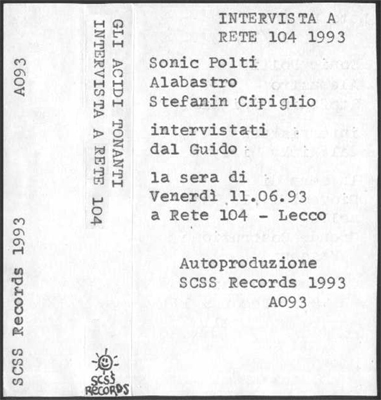 SCSS Records 1993
A093
GLI ACIDI TONANTI
INTERVISTA A RETE 104
SCSS
RECORDS
INTERVISTA A
RETE 104 1993
Sonic Polti
Alabastro
Stefanin Cipiglio
intervistati
dal Guido
la sera di
Venerdì 11.06.93
a Rete 104 - Lecco
Autoproduzione
SCSS Records 1993
A093